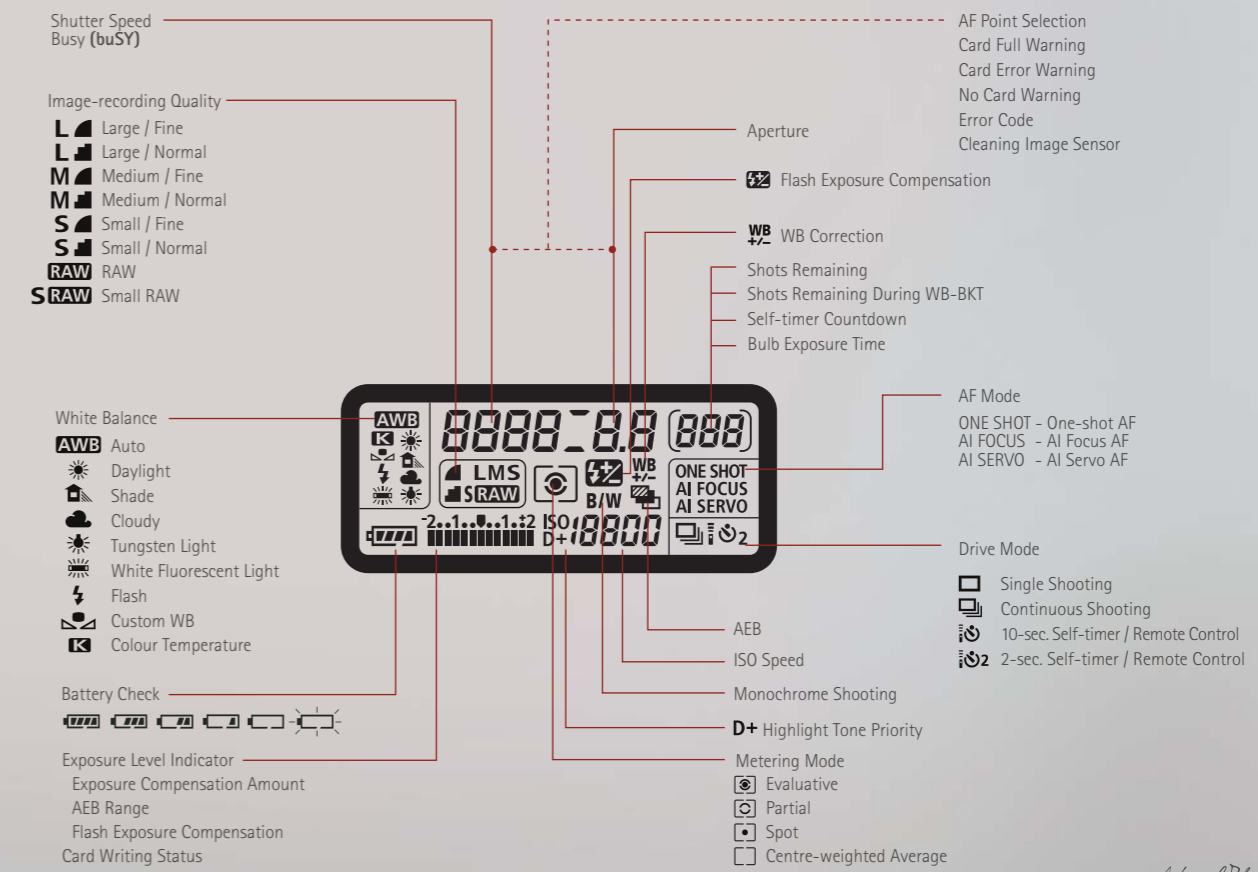 Shutter Speed
Busy (buSY)
Image-recording Quality
L Large / Fine
L Large / Normal
M Medium / Fine
M Medium / Normal
S Small / Fine
S Small / Normal
RAW RAW
S RAW Small RAW
White Balance
AWB Auto
Daylight
Shade
Cloudy
Tungsten Light
White Fluorescent Light
Flash
Custom WB
K Colour Temperature
Battery Check
Exposure Level Indicator
Exposure Compensation Amount
AEB Range
Flash Exposure Compensation
Card Writing Status
AWB
K
8888 8.8 (888)
LMS
S RAW
WB
+/-
B/W
ONE SHOT
AI FOCUS
AI SERVO
-2..1..0..1..±2
ISO
D+ 18800
2
Aperture
Flash Exposure Compensation
WB
+/-
WB Correction
Shots Remaining
Shots Remaining During WB-BKT
Self-timer Countdown
Bulb Exposure Time
AEB
ISO Speed
Monochrome Shooting
D+ Highlight Tone Priority
Metering Mode
Evaluative
Partial
Spot
Centre-weighted Average
AF Point Selection
Card Full Warning
Card Error Warning
No Card Warning
Error Code
Cleaning Image Sensor
AF Mode
ONE SHOT - One-shot AF
AI FOCUS - AI Focus AF
AI SERVO - AI Servo AF
Drive Mode
Single Shooting
Continuous Shooting
10-sec. Self-timer / Remote Control
2 2-sec. Self-timer / Remote Control